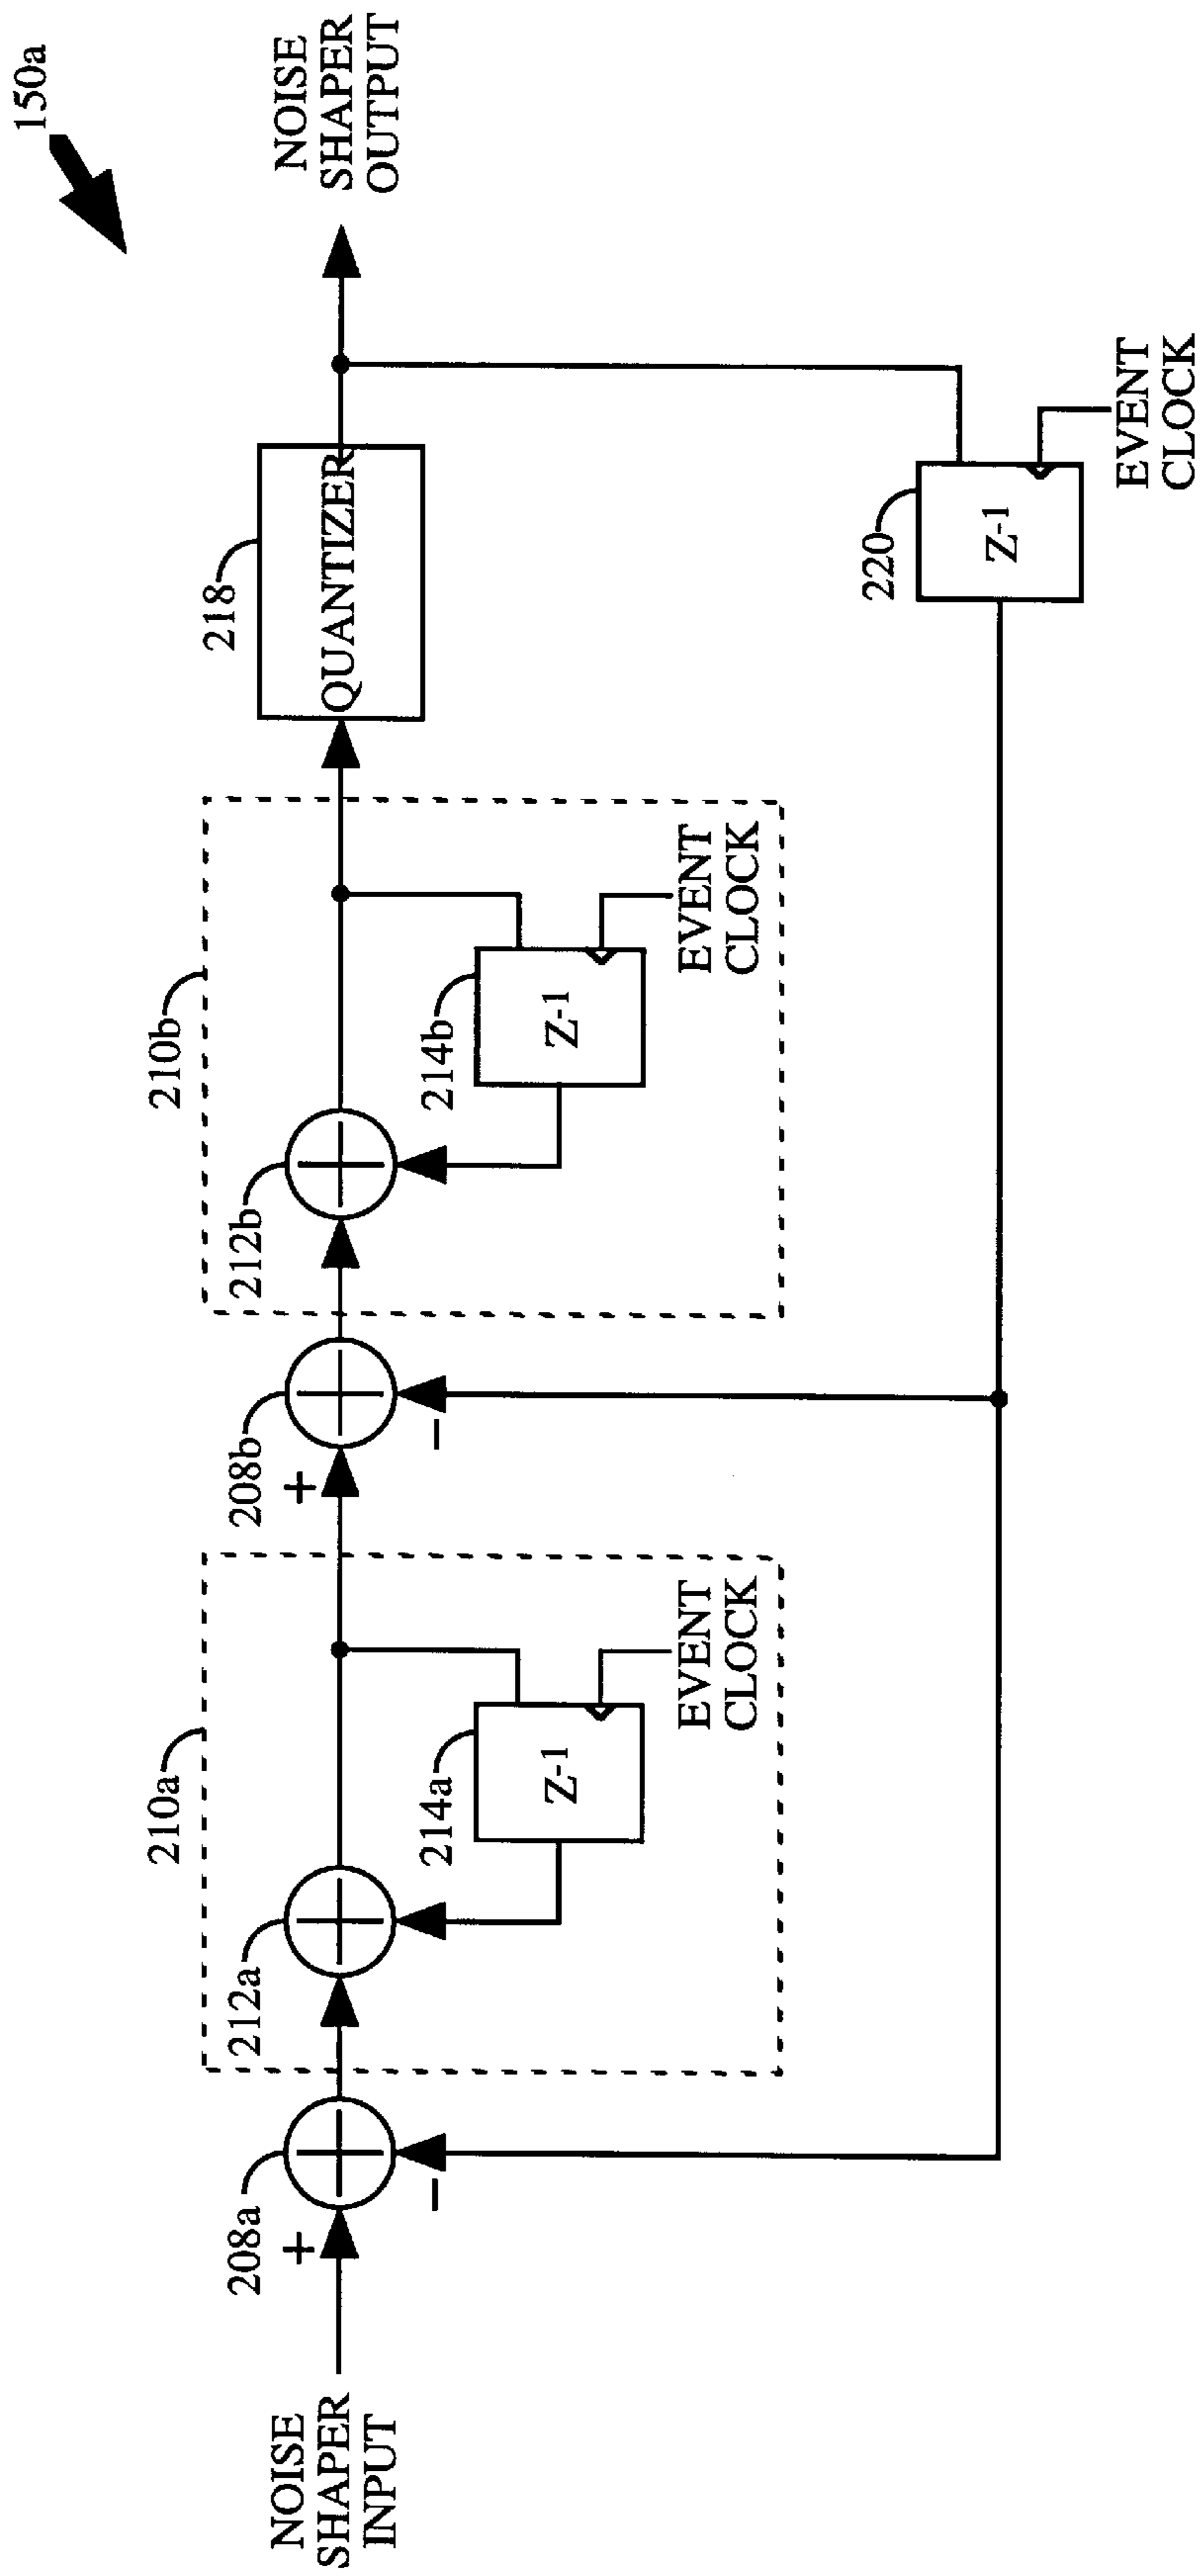 150a
NOISE
SHAPER
INPUT
+
208a
−
210a
212a
214a
Z-1
EVENT
CLOCK
+
208b
−
210b
212b
214b
Z-1
EVENT
CLOCK
218
QUANTIZER
220
Z-1
EVENT
CLOCK
NOISE
SHAPER
OUTPUT